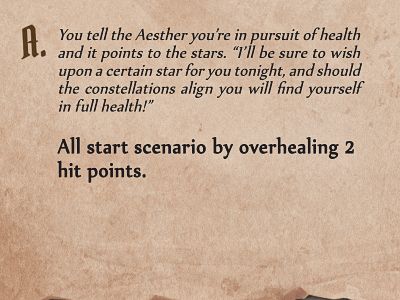 A. You tell the Aesther you're in pursuit of health
and it points to the stars. “I'll be sure to wish
upon a certain star for you tonight, and should
the constellations align you will find yourself
in full health!”
All start scenario by overhealing 2
hit points.